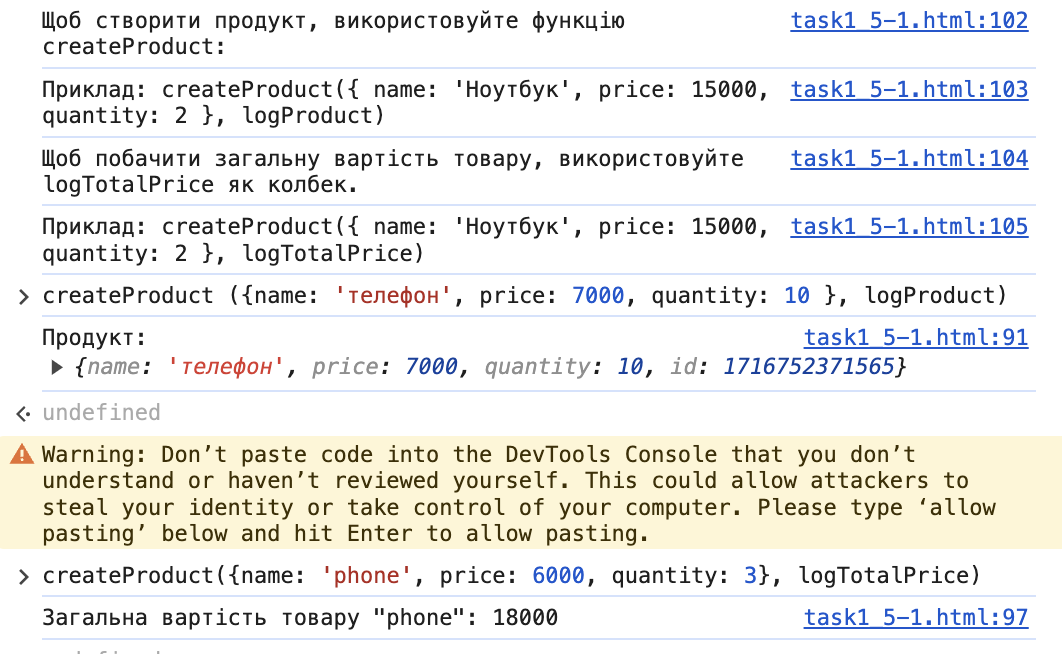 Щоб створити продукт, використовуйте функцію task1_5-1.html:102
createProduct:
Приклад: createProduct({ name: 'Ноутбук', price: 15000, task1_5-1.html:103
quantity: 2 }, logProduct)
Щоб побачити загальну вартість товару, використовуйте task1_5-1.html:104
logTotalPrice як колбек.
Приклад: createProduct({ name: 'Ноутбук', price: 15000, task1_5-1.html:105
quantity: 2 }, logTotalPrice)
createProduct ({name: 'телефон', price: 7000, quantity: 10 }, logProduct)
Продукт: task1_5-1.html:91
{name: 'телефон', price: 7000, quantity: 10, id: 1716752371565}
undefined
Warning: Don’t paste code into the DevTools Console that you don’t
understand or haven’t reviewed yourself. This could allow attackers to
steal your identity or take control of your computer. Please type ‘allow
pasting’ below and hit Enter to allow pasting.
createProduct({name: 'phone', price: 6000, quantity: 3}, logTotalPrice)
Загальна вартість товару "phone": 18000 task1_5-1.html:97